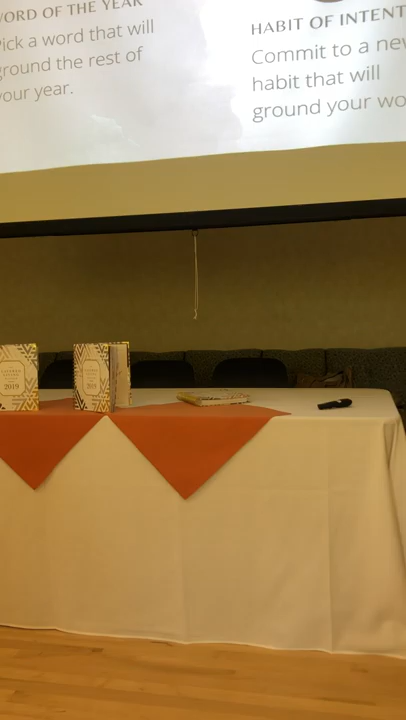 WORD OF THE YEAR
Pick a word that will
ground the rest of
your year.
HABIT OF INTENT
Commit to a new
habit that will
ground your wo
2019
2019